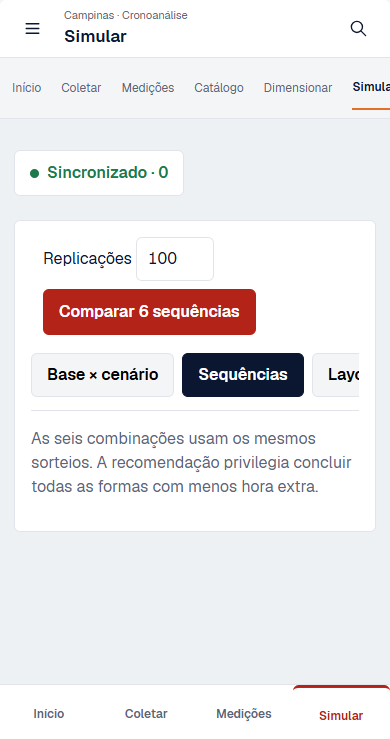 Campinas · Cronoanálise
Simular
Início Coletar Medições Catálogo Dimensionar Simula
Sincronizado · 0
Replicações 100
Comparar 6 sequências
Base × cenário Sequências Layo
As seis combinações usam os mesmos
sorteios. A recomendação privilegia concluir
todas as formas com menos hora extra.
Início Coletar Medições Simular